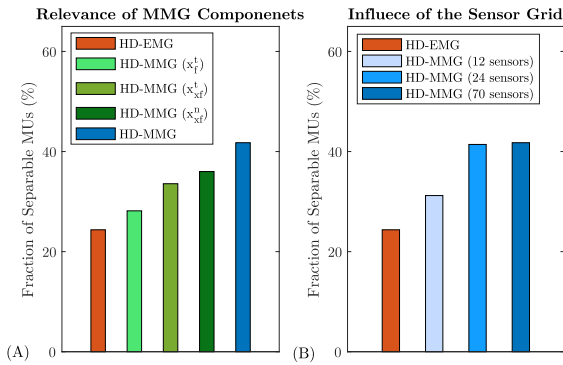 Relevance of MMG Componenets
Fraction of Separable MUs (%)
60
40
20
0
HD-EMG
HD-MMG (x_f^t)
HD-MMG (x_xf^t)
HD-MMG (x_xf^n)
HD-MMG
(A)
Influece of the Sensor Grid
Fraction of Separable MUs (%)
60
40
20
0
HD-EMG
HD-MMG (12 sensors)
HD-MMG (24 sensors)
HD-MMG (70 sensors)
(B)